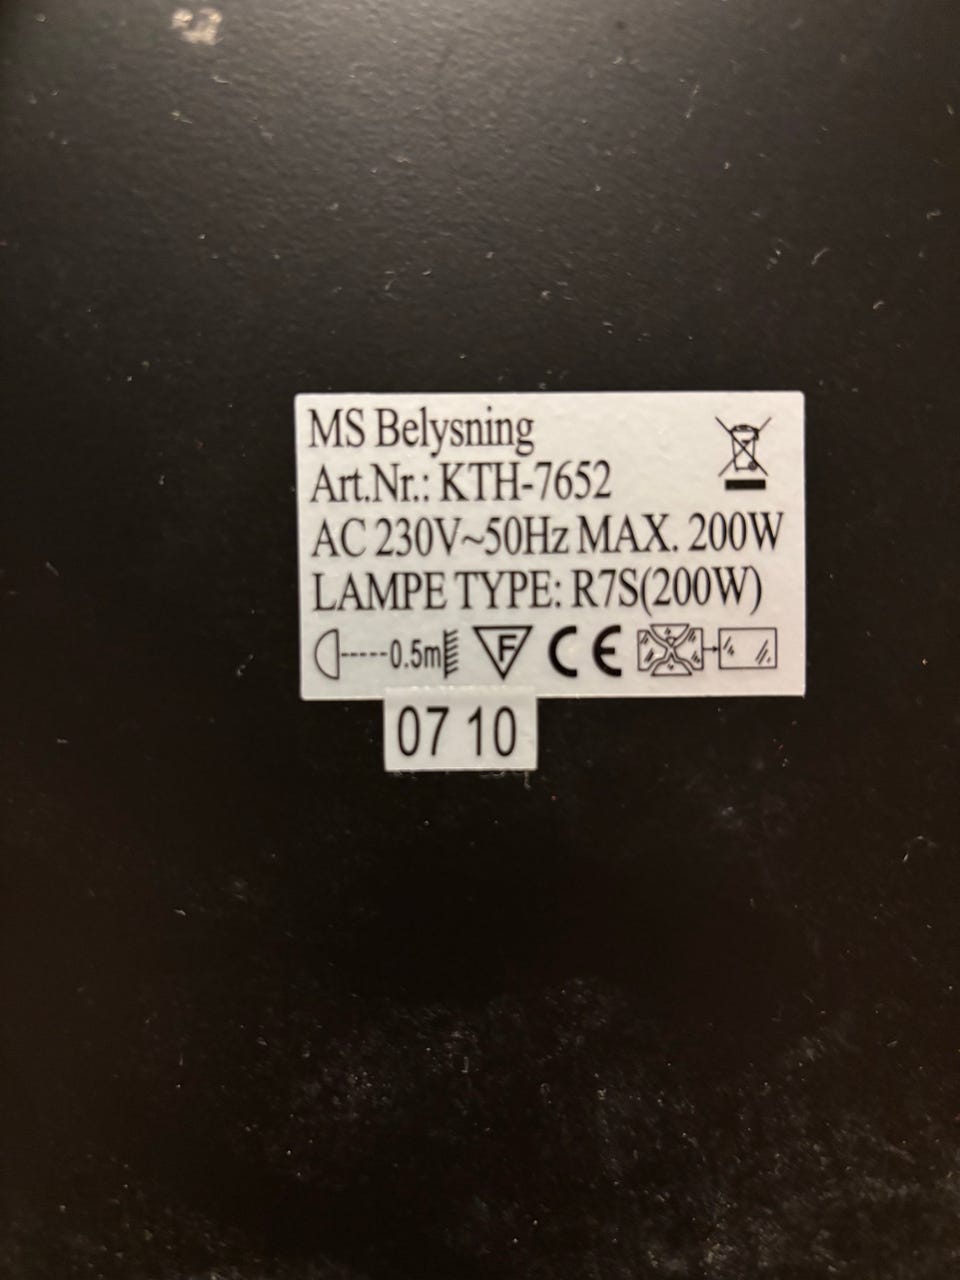 MS Belysning
Art.Nr.: KTH-7652
AC 230V~50Hz MAX. 200W
LAMPE TYPE: R7S(200W)
0.5m F CE
07 10